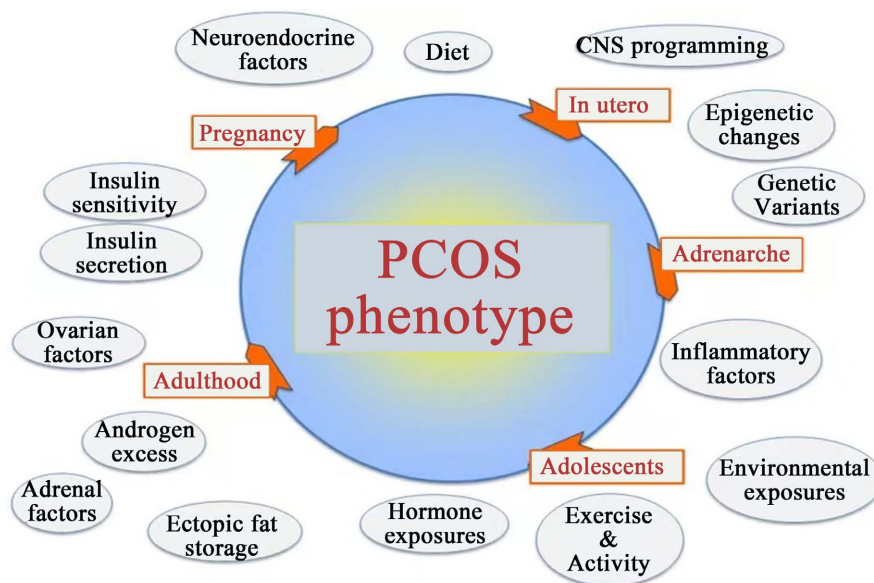 Neuroendocrine
factors
Diet
CNS programming
In utero
Epigenetic
changes
Pregnancy
Genetic
Variants
Insulin
sensitivity
Insulin
secretion
Adrenarche
PCOS
phenotype
Ovarian
factors
Inflammatory
factors
Adulthood
Androgen
excess
Adolescents
Environmental
exposures
Adrenal
factors
Ectopic fat
storage
Hormone
exposures
Exercise
&
Activity